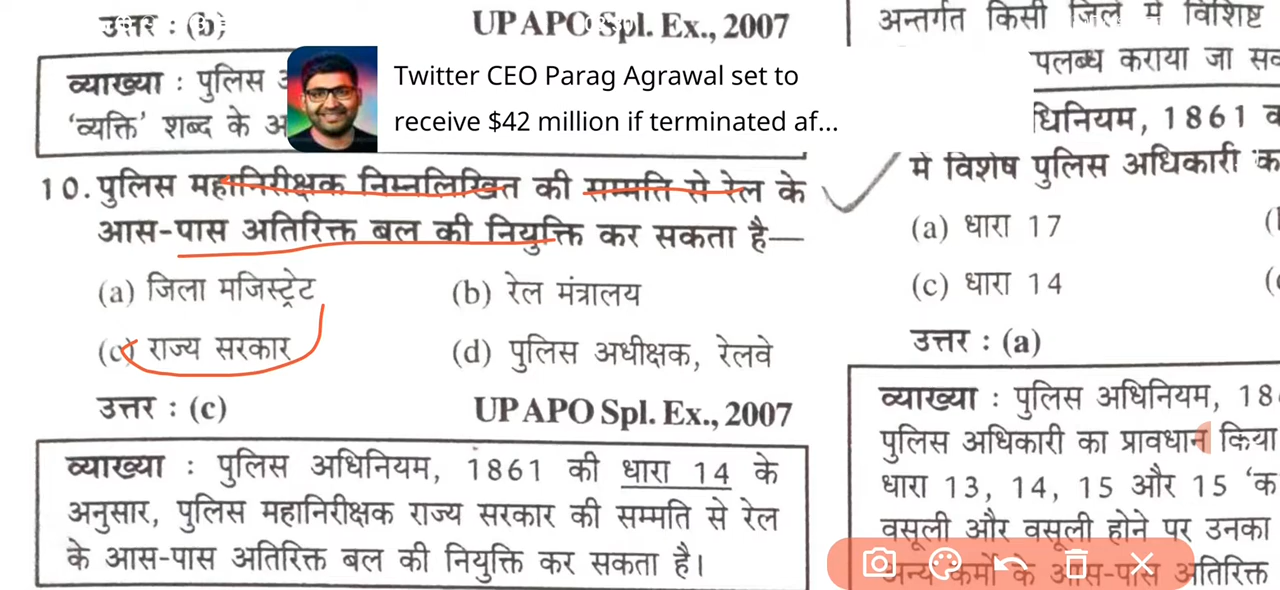 उत्तर : (b)
UP APO Spl. Ex., 2007
व्याख्या : पुलिस
‘व्यक्ति’ शब्द के
Twitter CEO Parag Agrawal set to
receive $42 million if terminated af...
10. पुलिस महानिरीक्षक निम्नलिखित की सम्मति से रेल के
आस-पास अतिरिक्त बल की नियुक्ति कर सकता है—
(a) जिला मजिस्ट्रेट
(b) रेल मंत्रालय
(c) राज्य सरकार
(d) पुलिस अधीक्षक, रेलवे
उत्तर : (c)
UP APO Spl. Ex., 2007
व्याख्या : पुलिस अधिनियम, 1861 की धारा 14 के
अनुसार, पुलिस महानिरीक्षक राज्य सरकार की सम्मति से रेल
के आस-पास अतिरिक्त बल की नियुक्ति कर सकता है।
अन्तर्गत किसी जिले में विशिष्ट
पलब्ध कराया जा
धिनियम, 1861
में विशेष पुलिस अधिकारी
(a) धारा 17
(c) धारा 14
उत्तर : (a)
व्याख्या : पुलिस अधिनियम, 18
पुलिस अधिकारी का प्रावधान किया
धारा 13, 14, 15 और 15 ‘क
वसूली और वसूली होने पर उनका
अन्य कर्मों के आस-पास अतिरिक्त